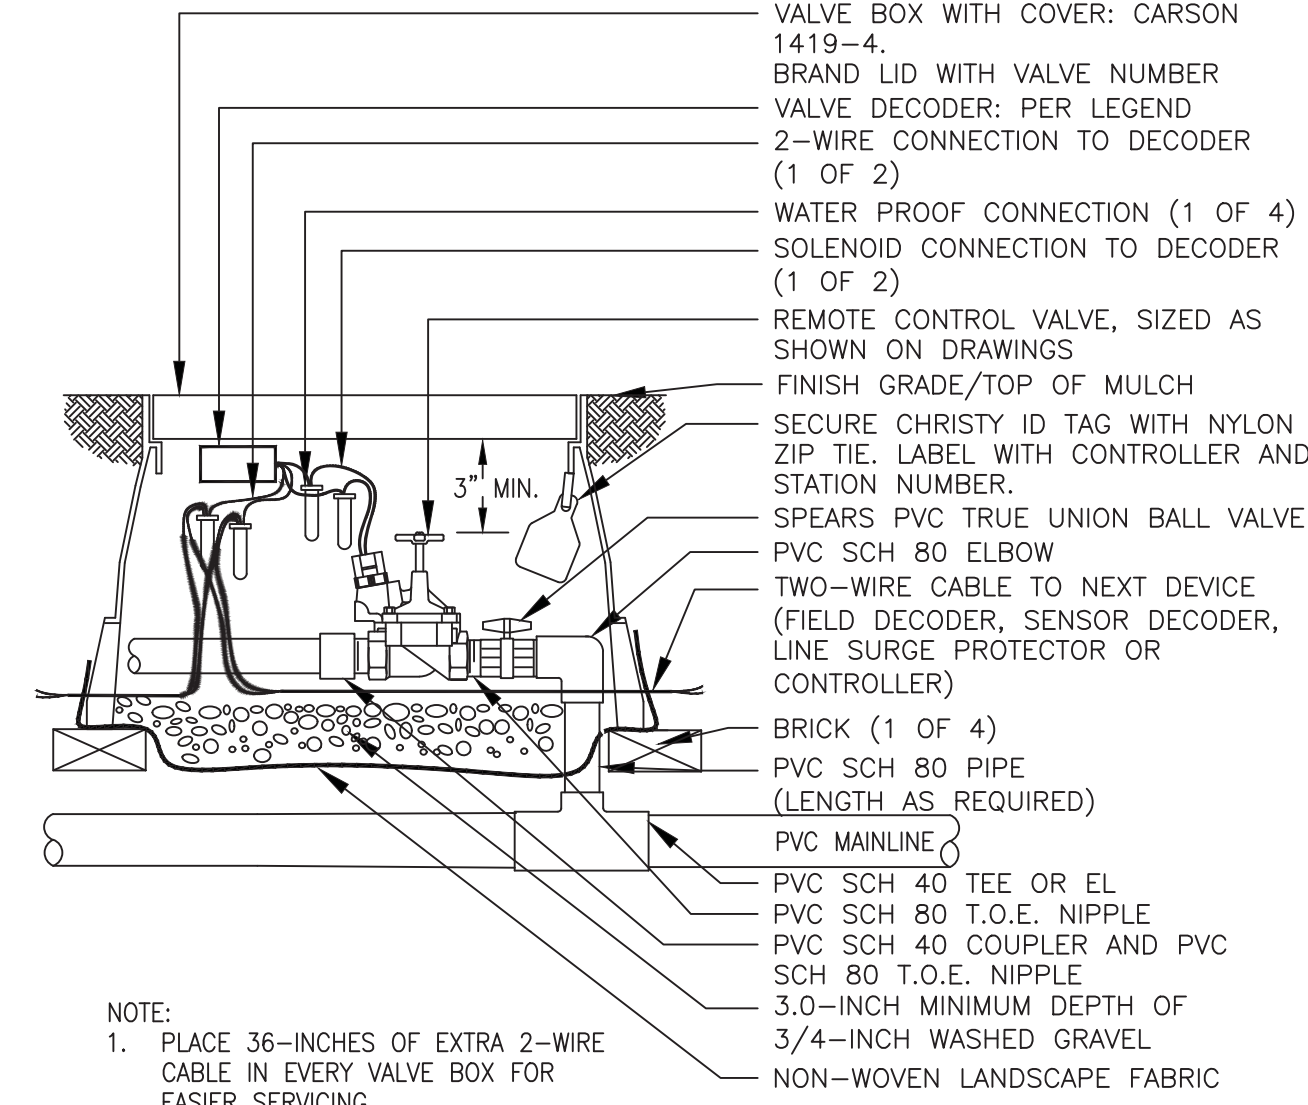 VALVE BOX WITH COVER: CARSON
1419-4.
BRAND LID WITH VALVE NUMBER
VALVE DECODER: PER LEGEND
2-WIRE CONNECTION TO DECODER
(1 OF 2)
WATER PROOF CONNECTION (1 OF 4)
SOLENOID CONNECTION TO DECODER
(1 OF 2)
REMOTE CONTROL VALVE, SIZED AS
SHOWN ON DRAWINGS
FINISH GRADE/TOP OF MULCH
SECURE CHRISTY ID TAG WITH NYLON
ZIP TIE. LABEL WITH CONTROLLER AND
STATION NUMBER.
3" MIN.
SPEARS PVC TRUE UNION BALL VALVE
PVC SCH 80 ELBOW
TWO-WIRE CABLE TO NEXT DEVICE
(FIELD DECODER, SENSOR DECODER,
LINE SURGE PROTECTOR OR
CONTROLLER)
BRICK (1 OF 4)
PVC SCH 80 PIPE
(LENGTH AS REQUIRED)
PVC MAINLINE
PVC SCH 40 TEE OR EL
PVC SCH 80 T.O.E. NIPPLE
PVC SCH 40 COUPLER AND PVC
SCH 80 T.O.E. NIPPLE
3.0-INCH MINIMUM DEPTH OF
3/4-INCH WASHED GRAVEL
NON-WOVEN LANDSCAPE FABRIC
NOTE:
1. PLACE 36-INCHES OF EXTRA 2-WIRE
CABLE IN EVERY VALVE BOX FOR
EASIER SERVICING